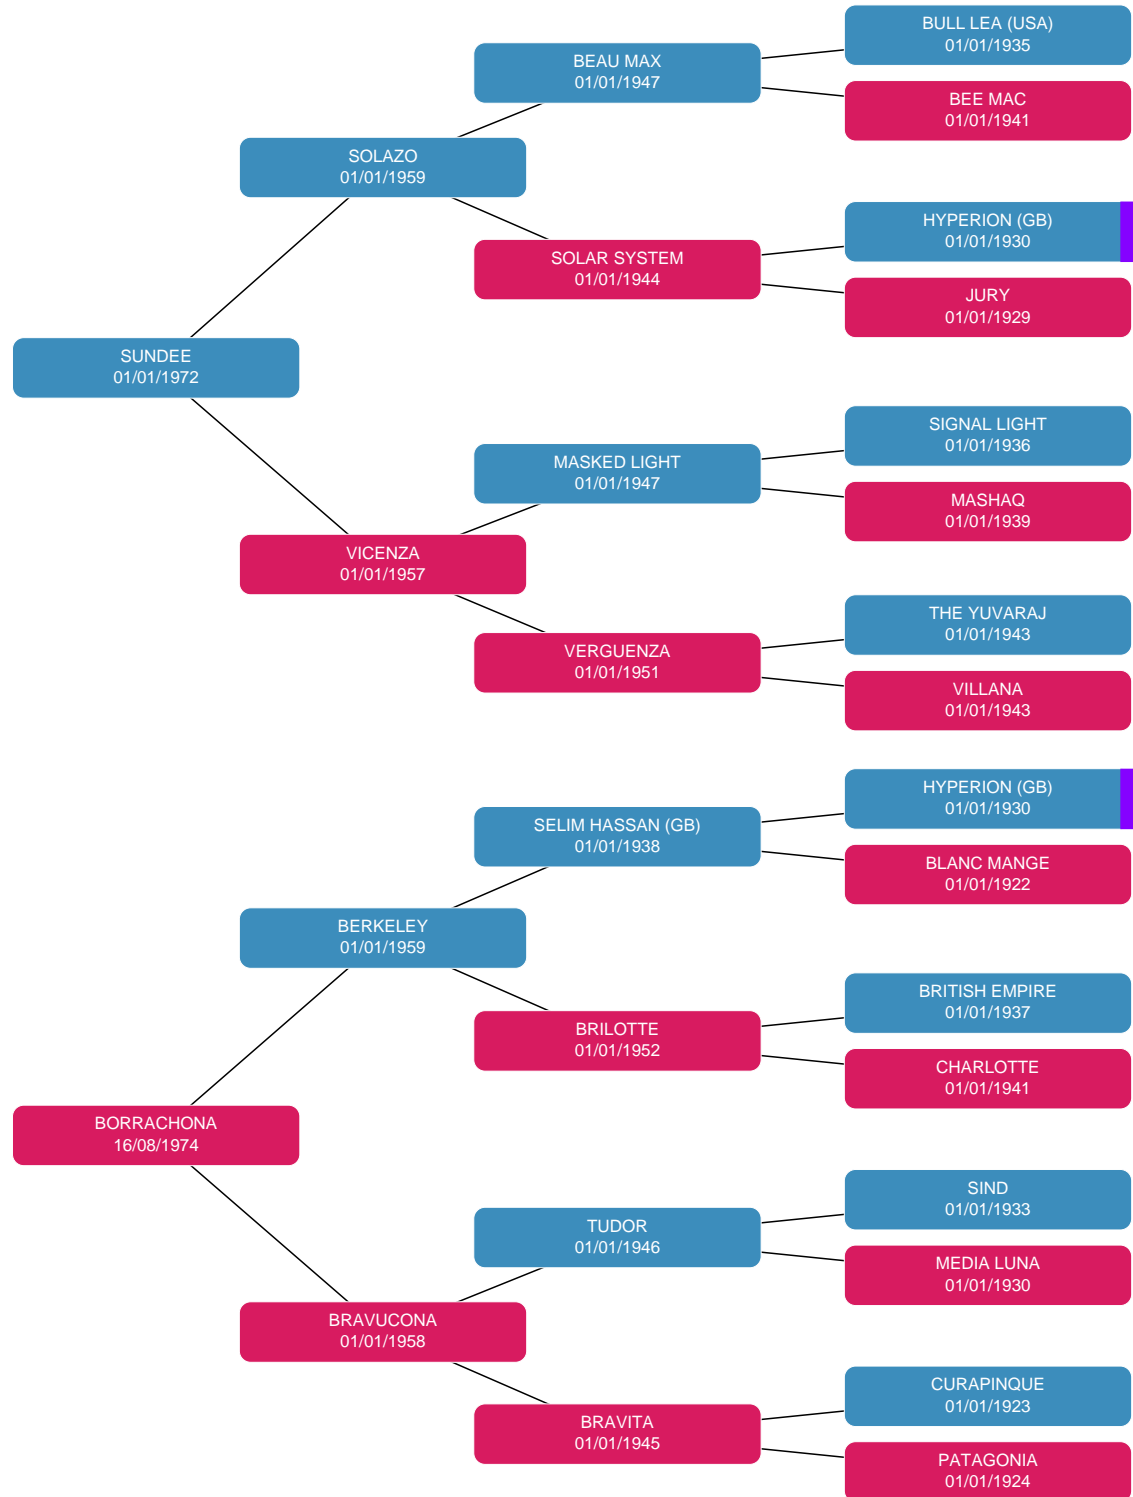 BULL LEA (USA)
01/01/1935
BEAU MAX
01/01/1947
BEE MAC
01/01/1941
SOLAZO
01/01/1959
HYPERION (GB)
01/01/1930
SOLAR SYSTEM
01/01/1944
JURY
01/01/1929
SUNDEE
01/01/1972
SIGNAL LIGHT
01/01/1936
MASKED LIGHT
01/01/1947
MASHAQ
01/01/1939
VICENZA
01/01/1957
THE YUVARAJ
01/01/1943
VERGUENZA
01/01/1951
VILLANA
01/01/1943
HYPERION (GB)
01/01/1930
SELIM HASSAN (GB)
01/01/1938
BLANC MANGE
01/01/1922
BERKELEY
01/01/1959
BRITISH EMPIRE
01/01/1937
BRILOTTE
01/01/1952
CHARLOTTE
01/01/1941
BORRACHONA
16/08/1974
SIND
01/01/1933
TUDOR
01/01/1946
MEDIA LUNA
01/01/1930
BRAVUCONA
01/01/1958
CURAPINQUE
01/01/1923
BRAVITA
01/01/1945
PATAGONIA
01/01/1924